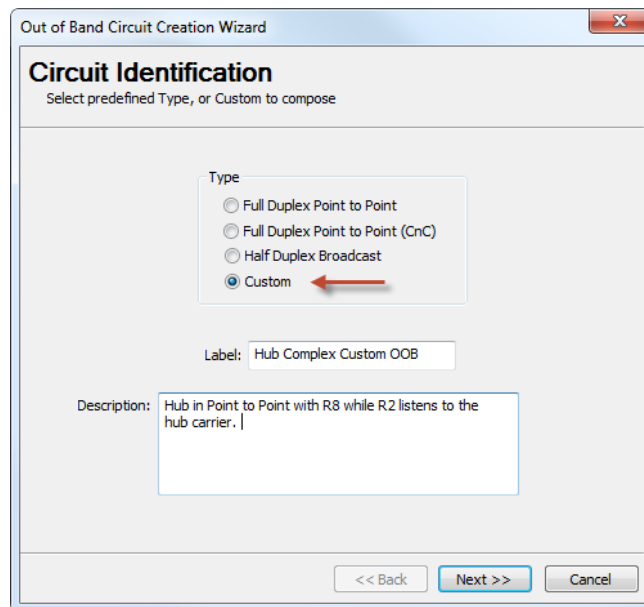 Out of Band Circuit Creation Wizard
Circuit Identification
Select predefined Type, or Custom to compose
Type
Full Duplex Point to Point
Full Duplex Point to Point (CnC)
Half Duplex Broadcast
Custom
Label: Hub Complex Custom OOB
Description: Hub in Point to Point with R8 while R2 listens to the
hub carrier.
<< Back Next >> Cancel